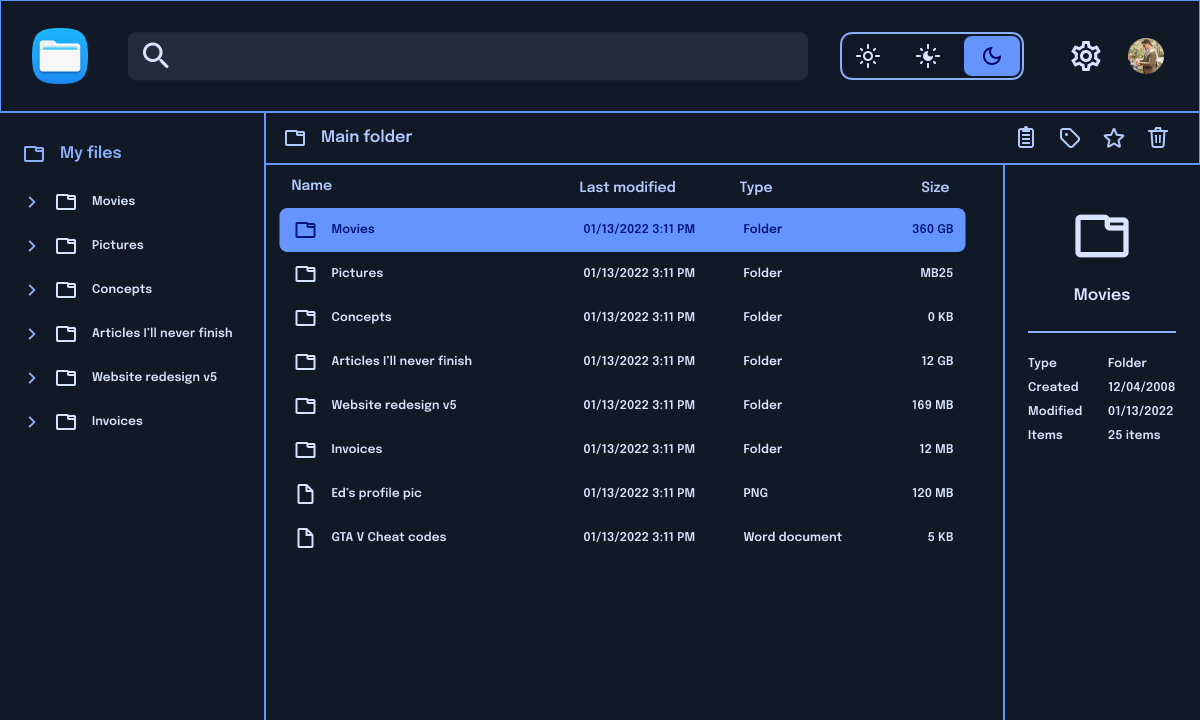 My files
Movies
Pictures
Concepts
Articles I'll never finish
Website redesign v5
Invoices
Main folder
Name Last modified Type Size
Movies 01/13/2022 3:11 PM Folder 360 GB
Pictures 01/13/2022 3:11 PM Folder MB25
Concepts 01/13/2022 3:11 PM Folder 0 KB
Articles I'll never finish 01/13/2022 3:11 PM Folder 12 GB
Website redesign v5 01/13/2022 3:11 PM Folder 169 MB
Invoices 01/13/2022 3:11 PM Folder 12 MB
Ed's profile pic 01/13/2022 3:11 PM PNG 120 MB
GTA V Cheat codes 01/13/2022 3:11 PM Word document 5 KB
Movies
Type Folder
Created 12/04/2008
Modified 01/13/2022
Items 25 items